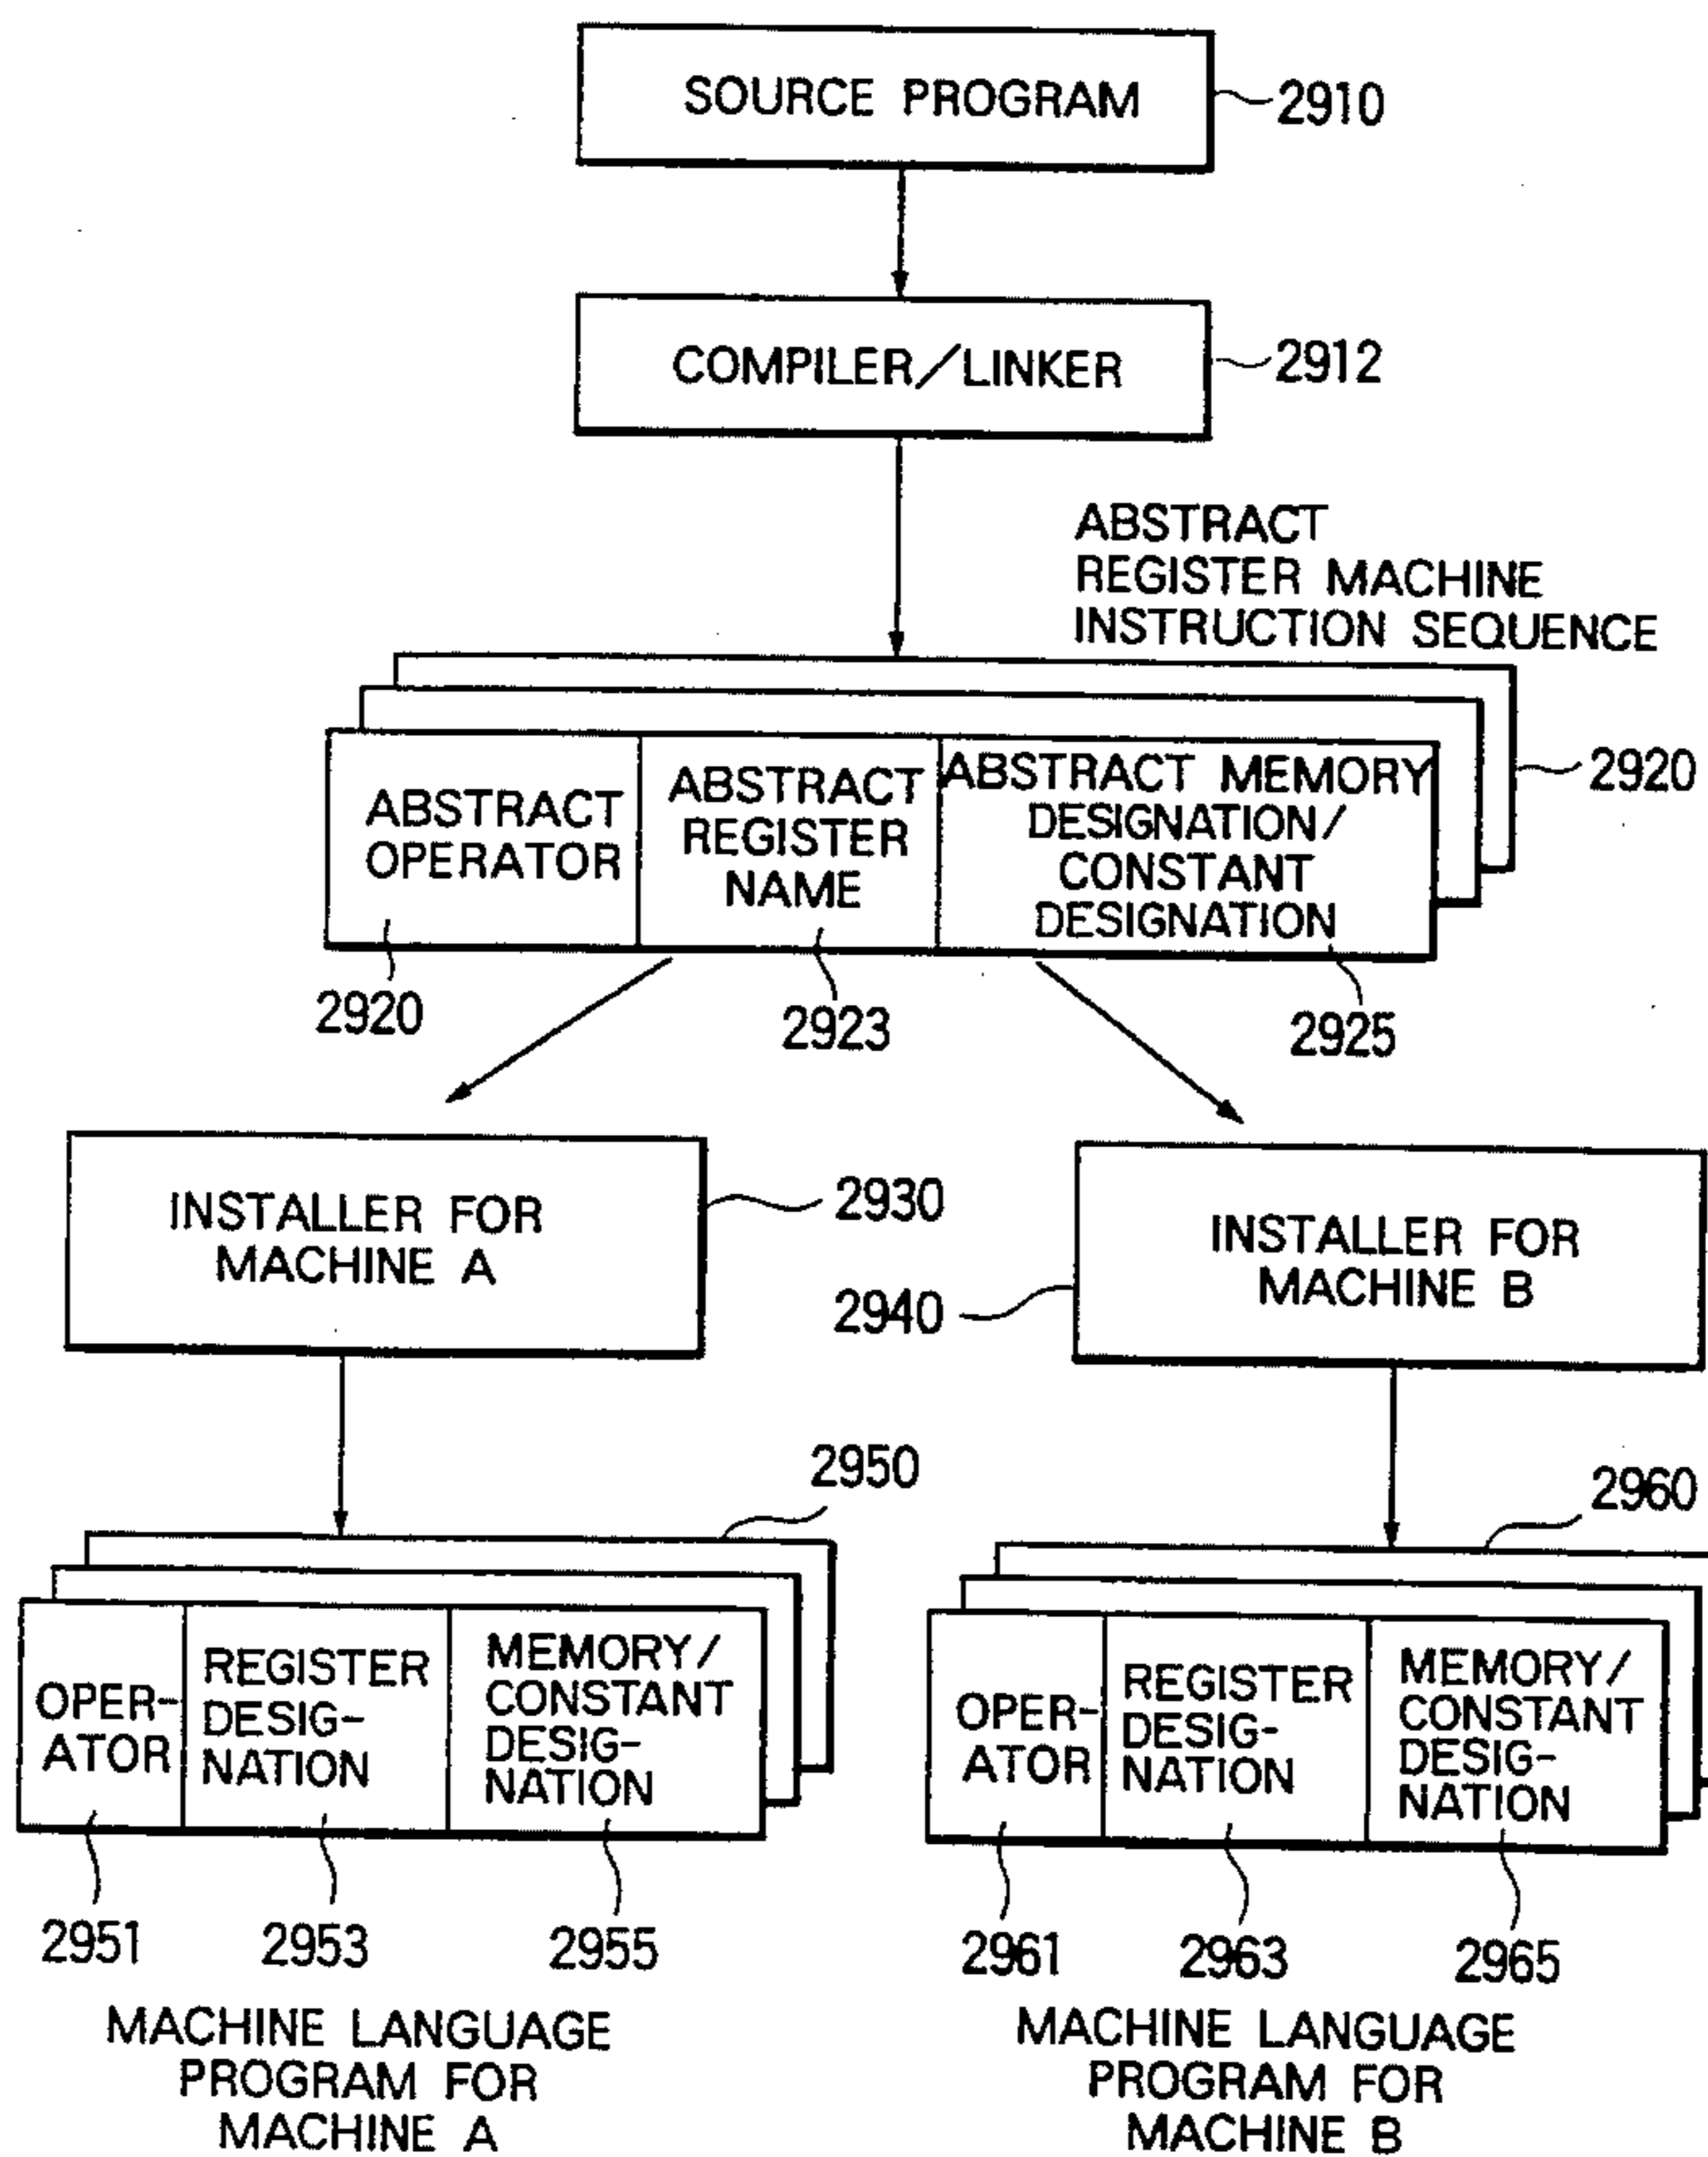 SOURCE PROGRAM
2910
COMPILER/LINKER
2912
ABSTRACT
REGISTER MACHINE
INSTRUCTION SEQUENCE
2920
ABSTRACT
OPERATOR
ABSTRACT
REGISTER
NAME
ABSTRACT MEMORY
DESIGNATION/
CONSTANT
DESIGNATION
2920
2923
2925
INSTALLER FOR
MACHINE A
2930
INSTALLER FOR
MACHINE B
2940
2950
OPER-
ATOR
REGISTER
DESIG-
NATION
MEMORY/
CONSTANT
DESIG-
NATION
2951
2953
2955
MACHINE LANGUAGE
PROGRAM FOR
MACHINE A
2960
OPER-
ATOR
REGISTER
DESIG-
NATION
MEMORY/
CONSTANT
DESIG-
NATION
2961
2963
2965
MACHINE LANGUAGE
PROGRAM FOR
MACHINE B